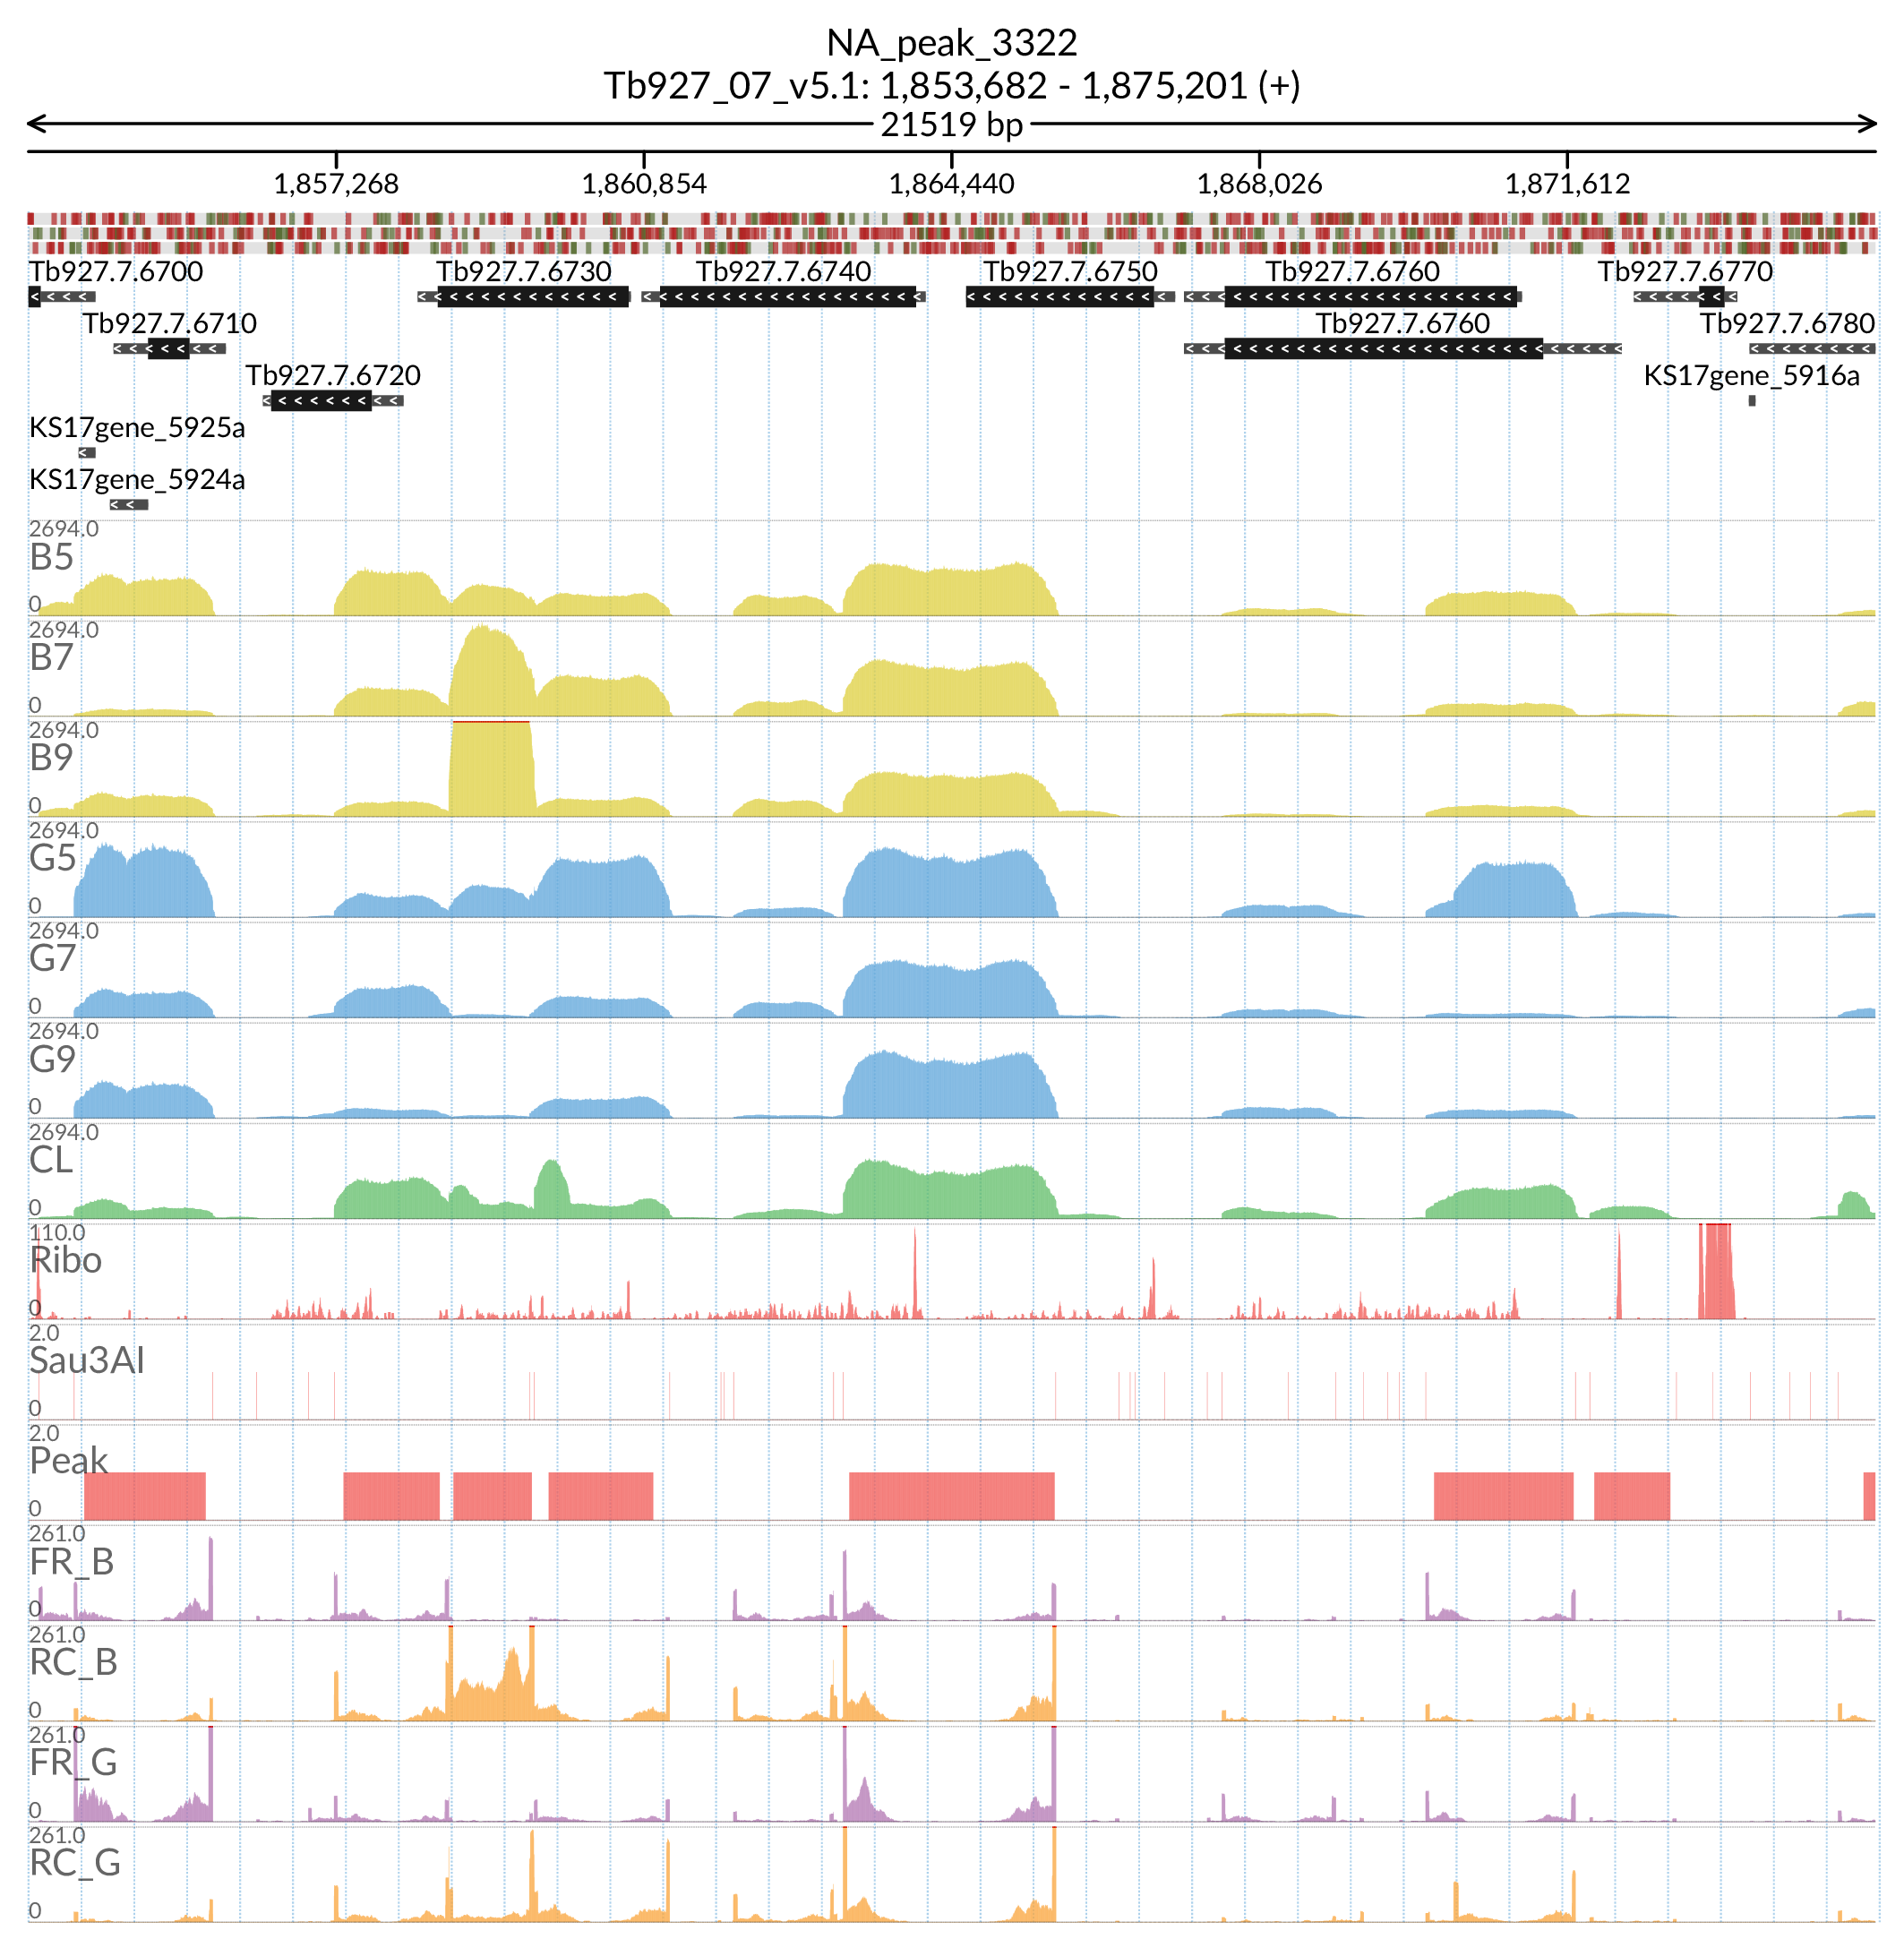 NA_peak_3322
Tb927_07_v5.1: 1,853,682 - 1,875,201 (+)
21519 bp
1,857,268 1,860,854 1,864,440 1,868,026 1,871,612
Tb927.7.6700 Tb927.7.6730 Tb927.7.6740 Tb927.7.6750 Tb927.7.6760 Tb927.7.6770
Tb927.7.6710 Tb927.7.6760 Tb927.7.6780
Tb927.7.6720 KS17gene_5916a
KS17gene_5925a
KS17gene_5924a
2694.0
B5
0
2694.0
B7
0
2694.0
B9
0
2694.0
G5
0
2694.0
G7
0
2694.0
G9
0
2694.0
CL
0
110.0
Ribo
0
2.0
Sau3AI
0
2.0
Peak
0
261.0
FR_B
0
261.0
RC_B
0
261.0
FR_G
0
261.0
RC_G
0